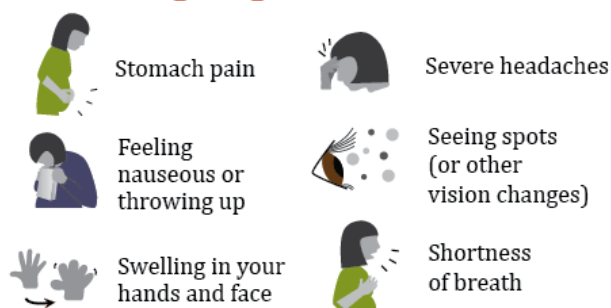 Stomach pain
Severe headaches
Feeling
nauseous or
throwing up
Seeing spots
(or other
vision changes)
Swelling in your
hands and face
Shortness
of breath